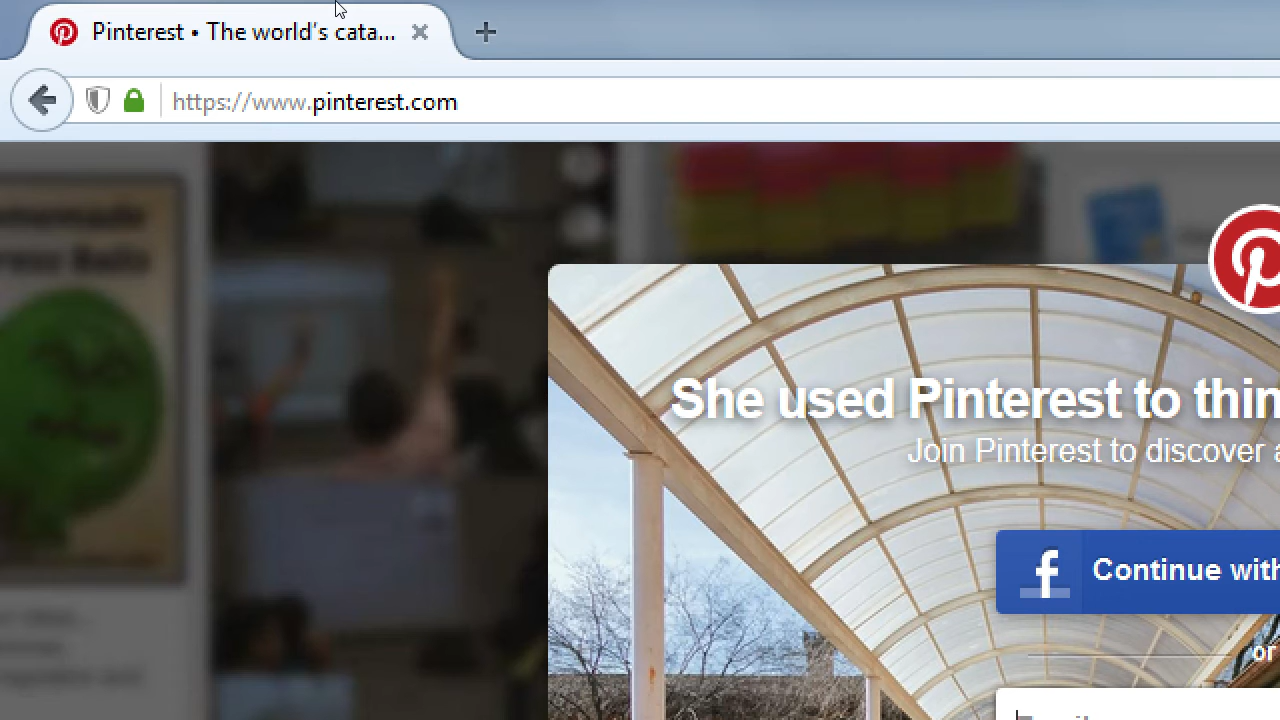 Pinterest • The world's cata...
https://www.pinterest.com
She used Pinterest to thin
Join Pinterest to discover a
f Continue with
or